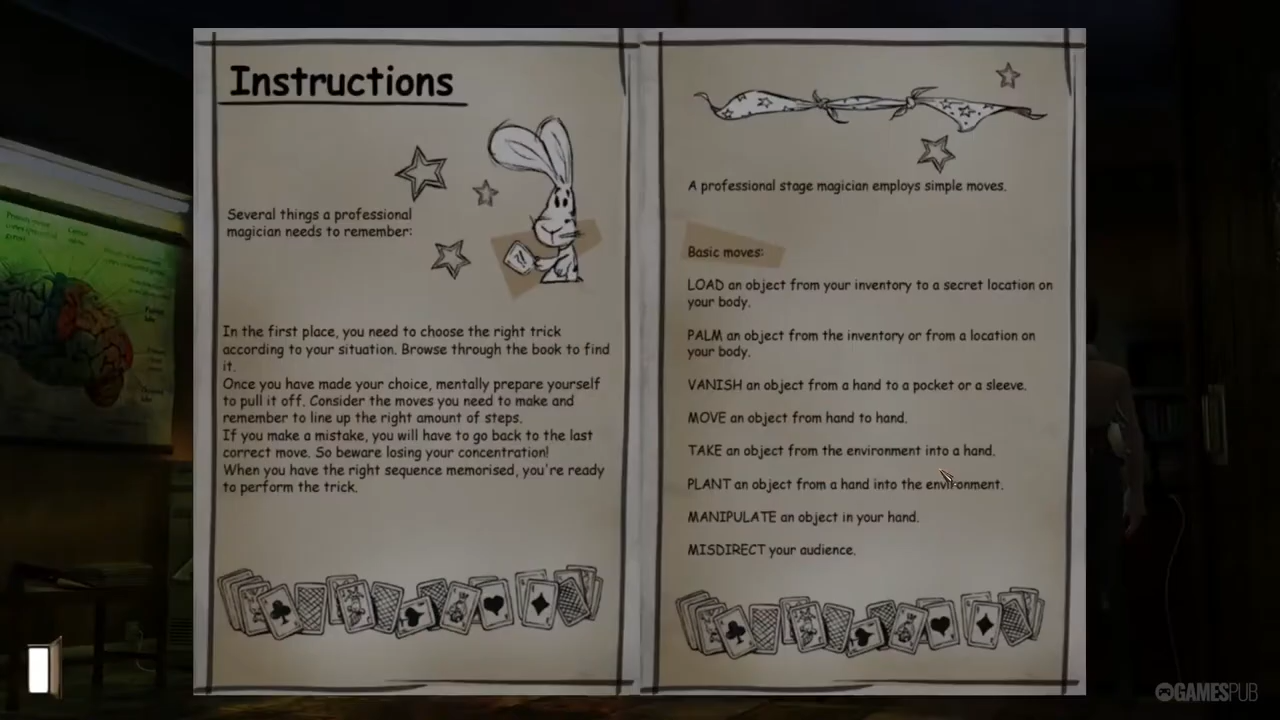 Instructions
Several things a professional
magician needs to remember:
In the first place, you need to choose the right trick
according to your situation. Browse through the book to find
it.
Once you have made your choice, mentally prepare yourself
to pull it off. Consider the moves you need to make and
remember to line up the right amount of steps.
If you make a mistake, you will have to go back to the last
correct move. So beware losing your concentration!
When you have the right sequence memorised, you're ready
to perform the trick.
A professional stage magician employs simple moves.
Basic moves:
LOAD an object from your inventory to a secret location on
your body.
PALM an object from the inventory or from a location on
your body.
VANISH an object from a hand to a pocket or a sleeve.
MOVE an object from hand to hand.
TAKE an object from the environment into a hand.
PLANT an object from a hand into the environment.
MANIPULATE an object in your hand.
MISDIRECT your audience.
GAMESPUB